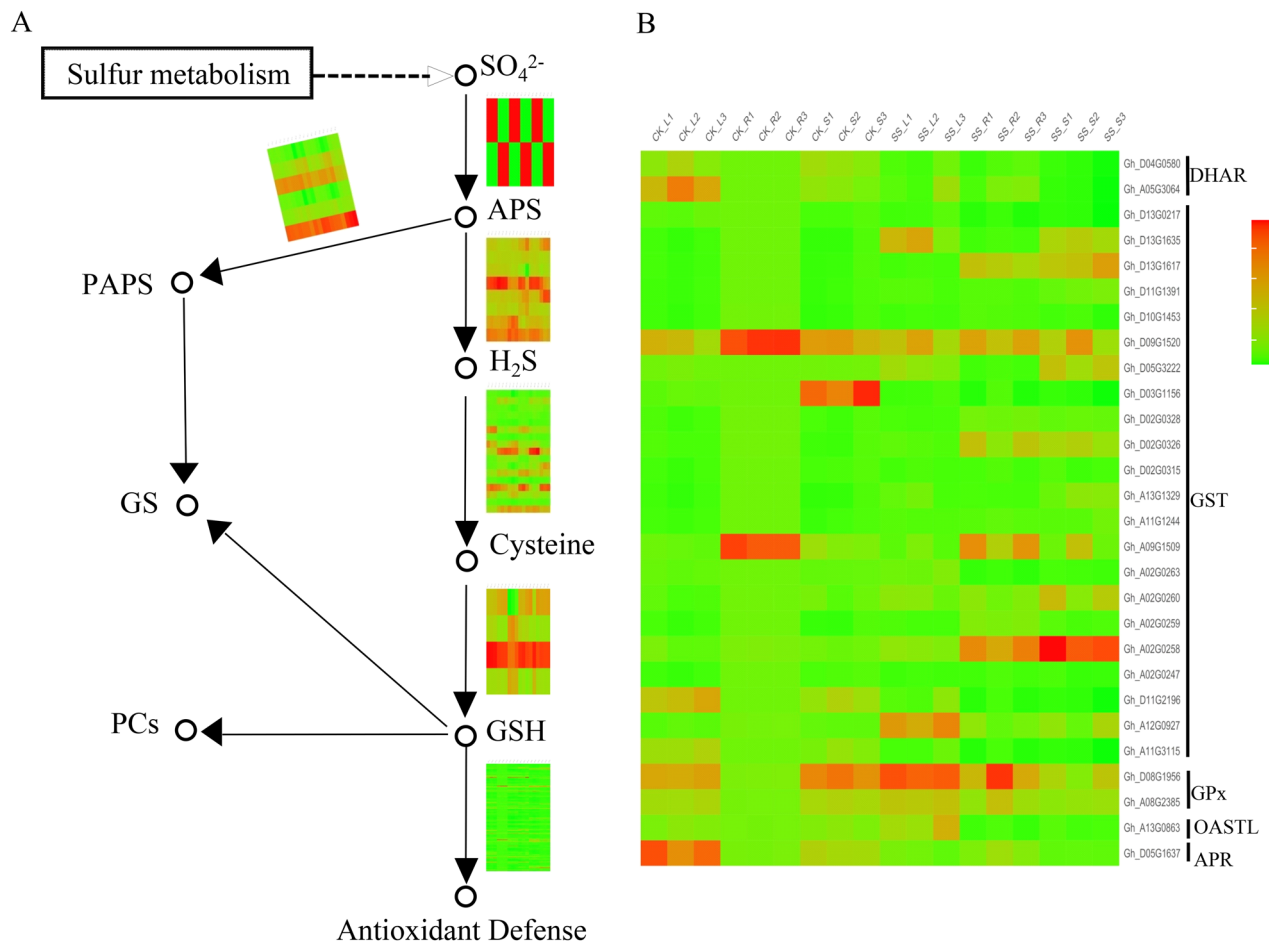 A
Sulfur metabolism
SO₄²⁻
APS
PAPS
H₂S
GS
Cysteine
PCs
GSH
Antioxidant Defense
B
CK_L1 CK_L2 CK_L3 CK_R1 CK_R2 CK_R3 CK_S1 CK_S2 CK_S3 SS_L1 SS_L2 SS_L3 SS_R1 SS_R2 SS_R3 SS_S1 SS_S2 SS_S3
Gh_D04G0580
DHAR
Gh_A05G3064
Gh_D13G0217
Gh_D13G1635
Gh_D13G1617
Gh_D11G1391
Gh_D10G1453
Gh_D09G1520
Gh_D05G3222
Gh_D03G1156
Gh_D02G0328
Gh_D02G0326
Gh_D02G0315
Gh_A13G1329
GST
Gh_A11G1244
Gh_A09G1509
Gh_A02G0263
Gh_A02G0260
Gh_A02G0259
Gh_A02G0258
Gh_A02G0247
Gh_D11G2196
Gh_A12G0927
Gh_A11G3115
Gh_D08G1956
GPx
Gh_A08G2385
Gh_A13G0863 OASTL
Gh_D05G1637 APR